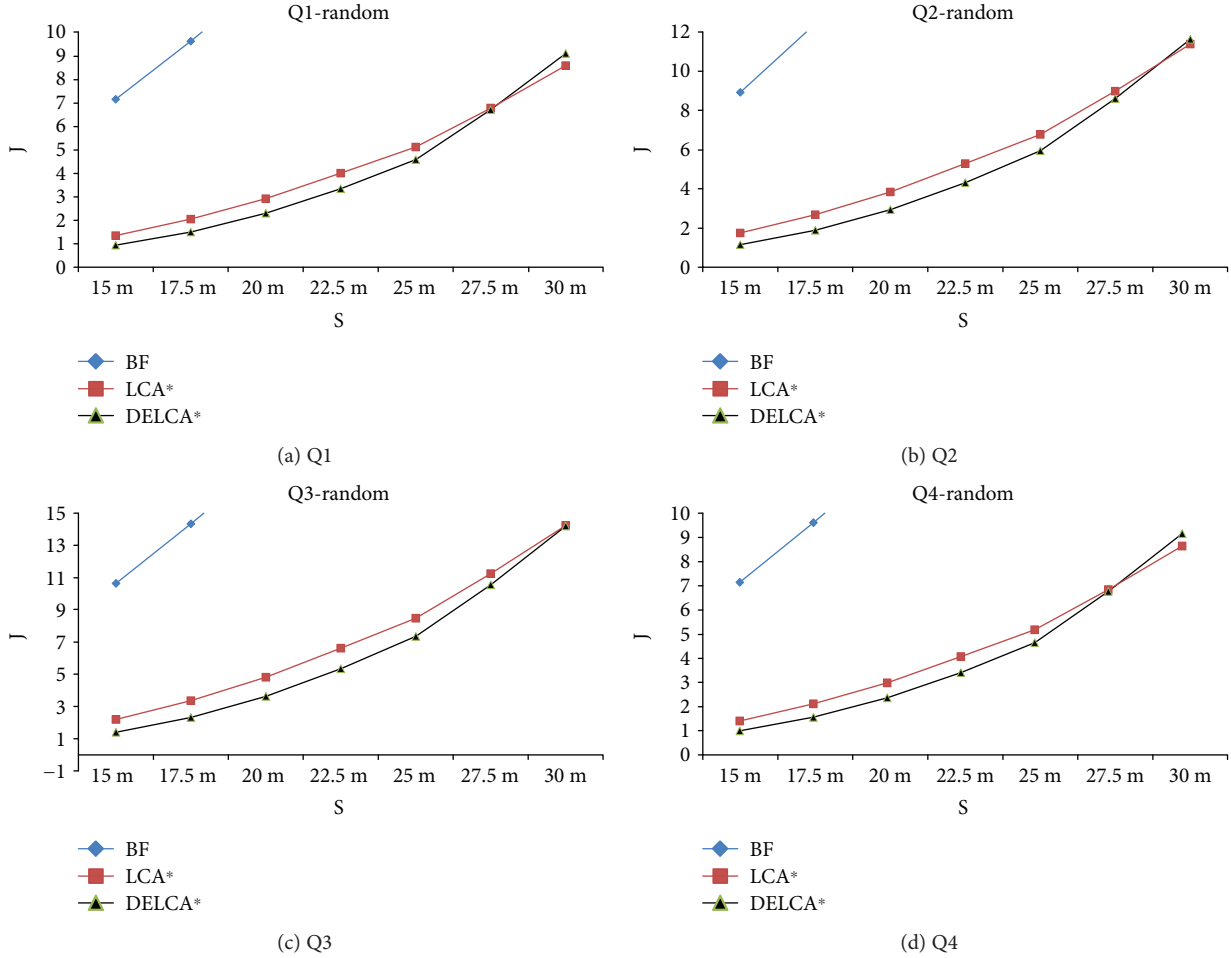 Q1-random
10
9
8
7
6
5
4
3
2
1
0
J
15 m 17.5 m 20 m 22.5 m 25 m 27.5 m 30 m
S
BF
LCA*
DELCA*
(a) Q1
Q2-random
12
10
8
6
4
2
0
J
15 m 17.5 m 20 m 22.5 m 25 m 27.5 m 30 m
S
BF
LCA*
DELCA*
(b) Q2
Q3-random
15
13
11
9
7
5
3
1
−1
J
15 m 17.5 m 20 m 22.5 m 25 m 27.5 m 30 m
S
BF
LCA*
DELCA*
(c) Q3
Q4-random
10
9
8
7
6
5
4
3
2
1
0
J
15 m 17.5 m 20 m 22.5 m 25 m 27.5 m 30 m
S
BF
LCA*
DELCA*
(d) Q4